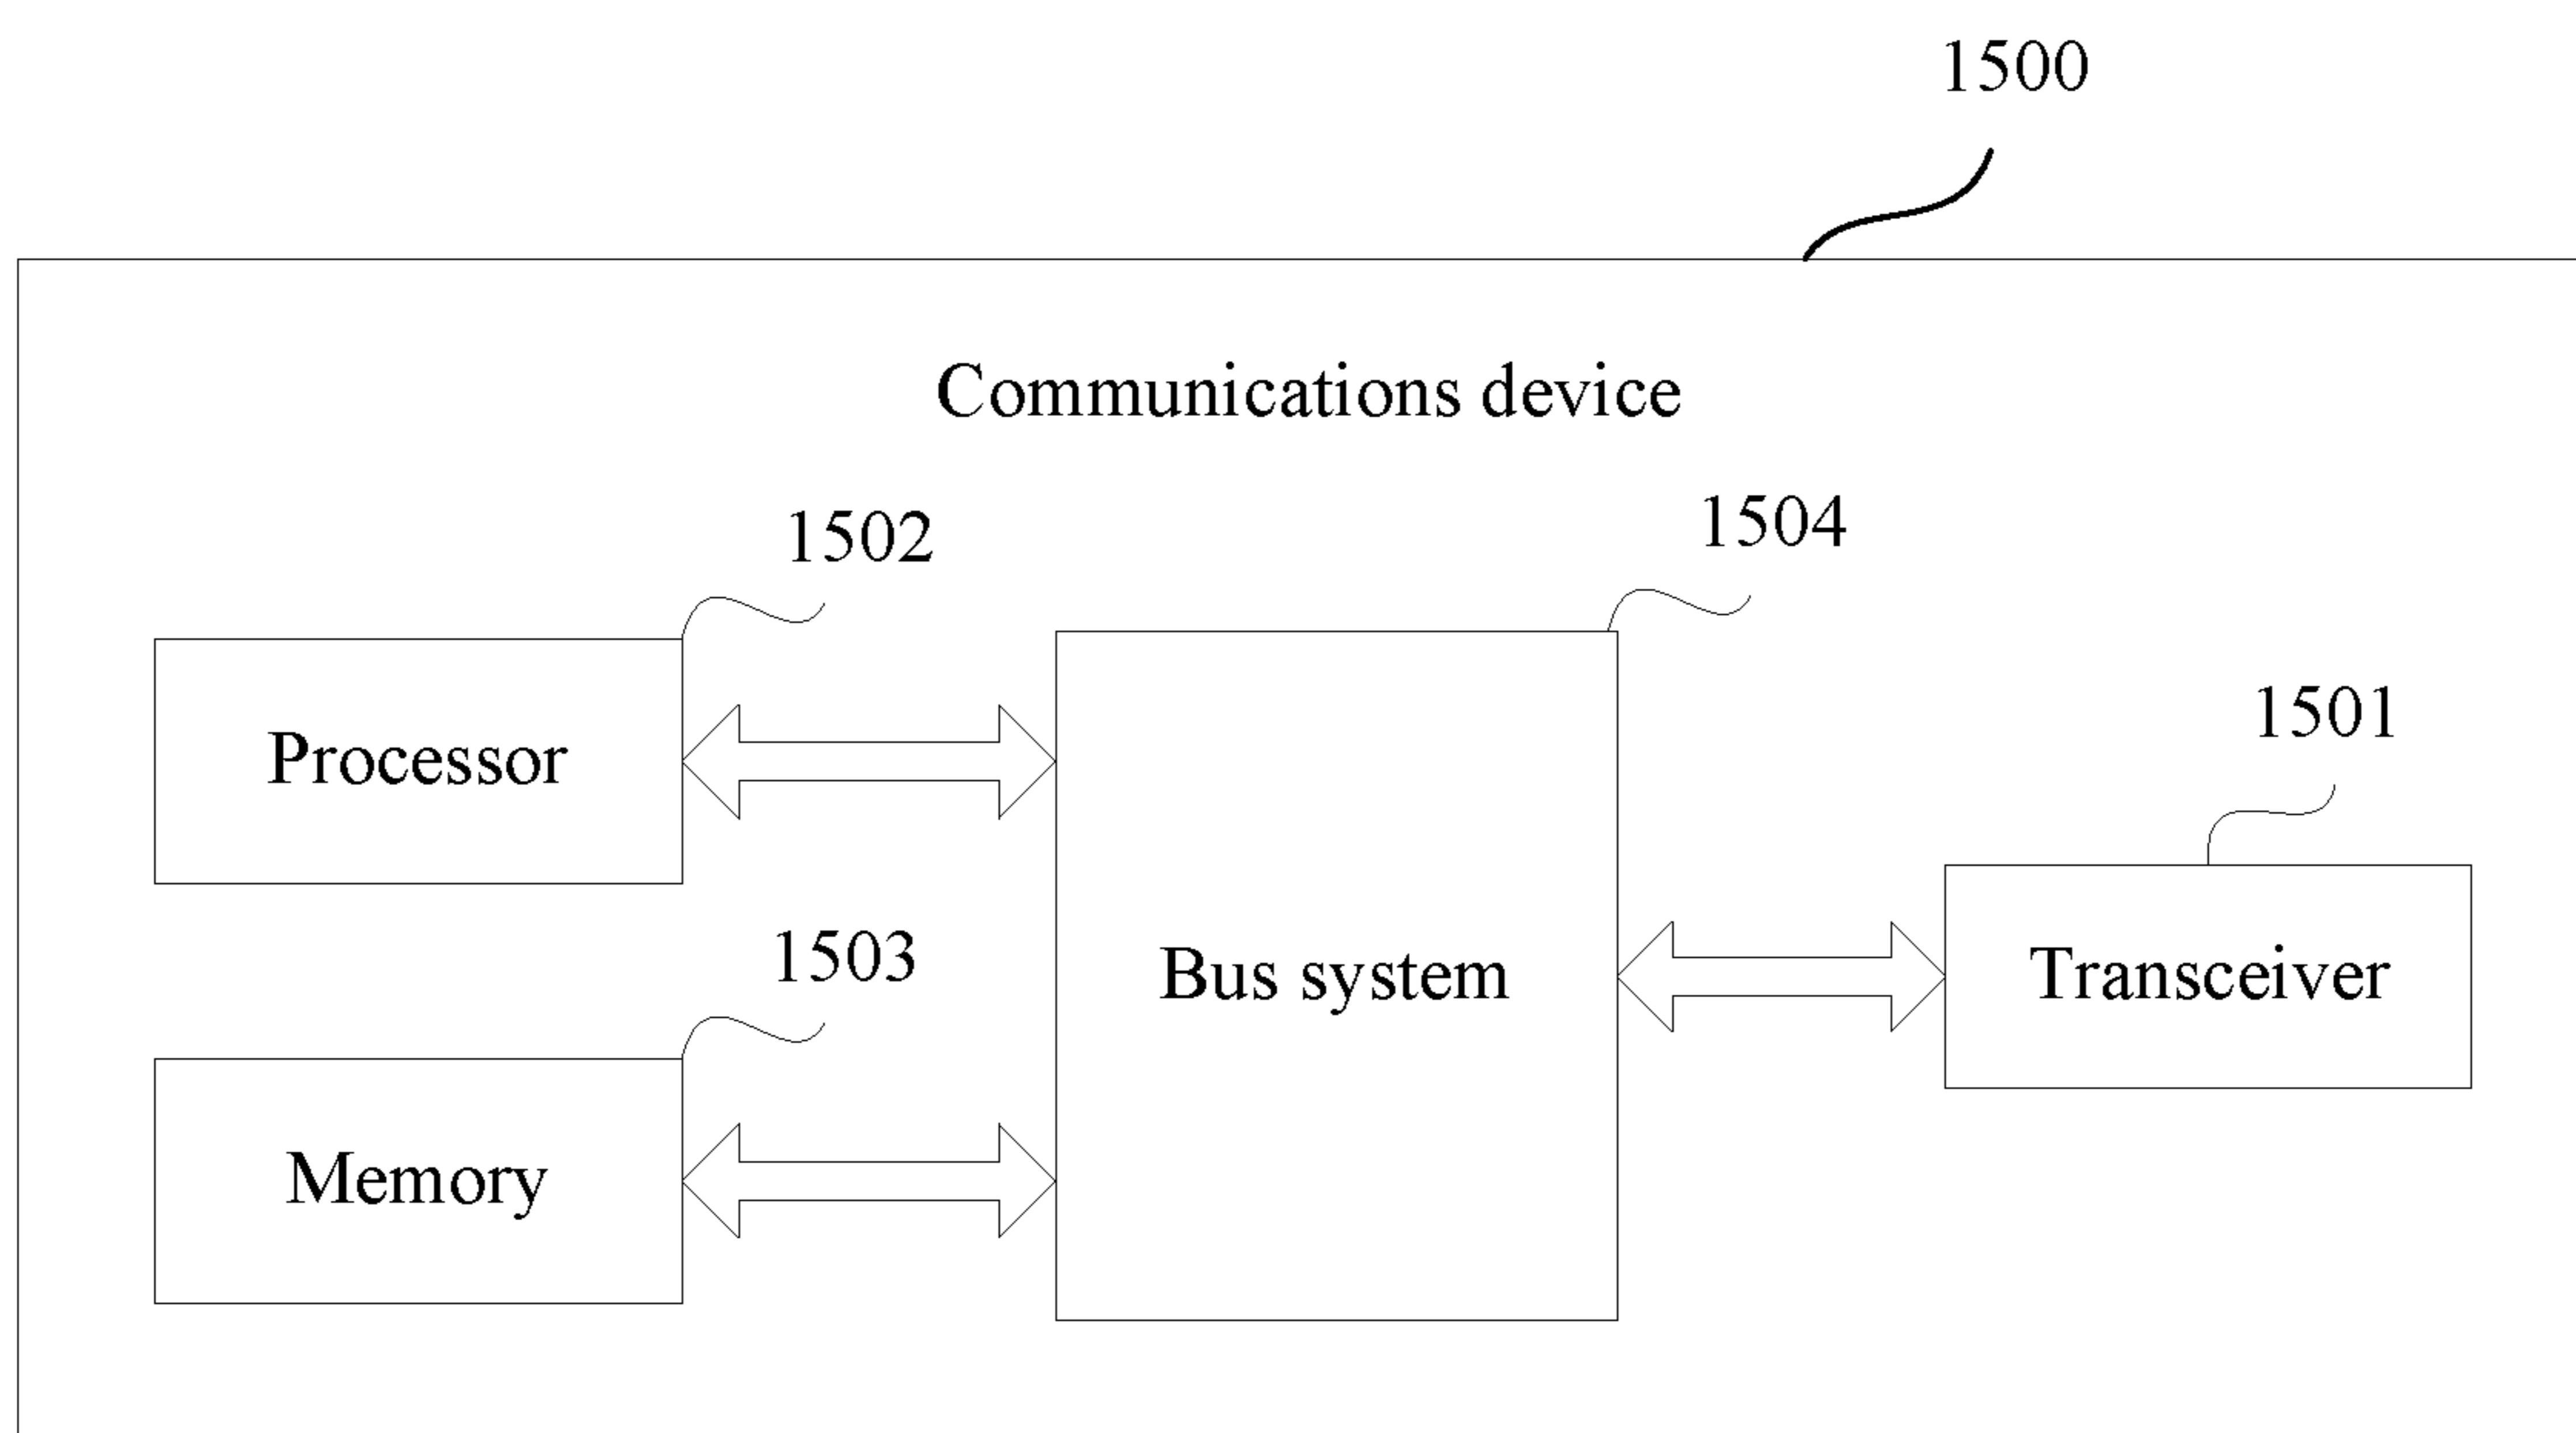 1500
Communications device
1502
1504
Processor
1501
1503
Bus system
Transceiver
Memory